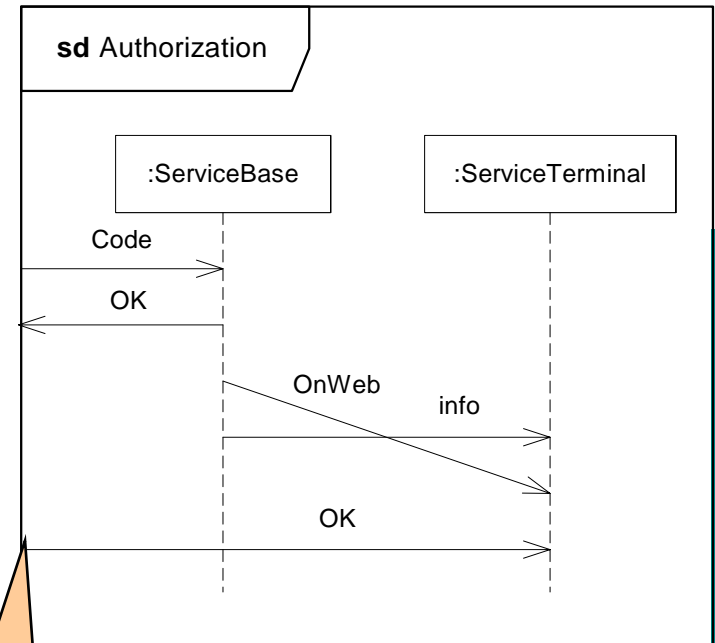 sd Authorization
:ServiceBase
:ServiceTerminal
Code
OK
OnWeb
info
OK